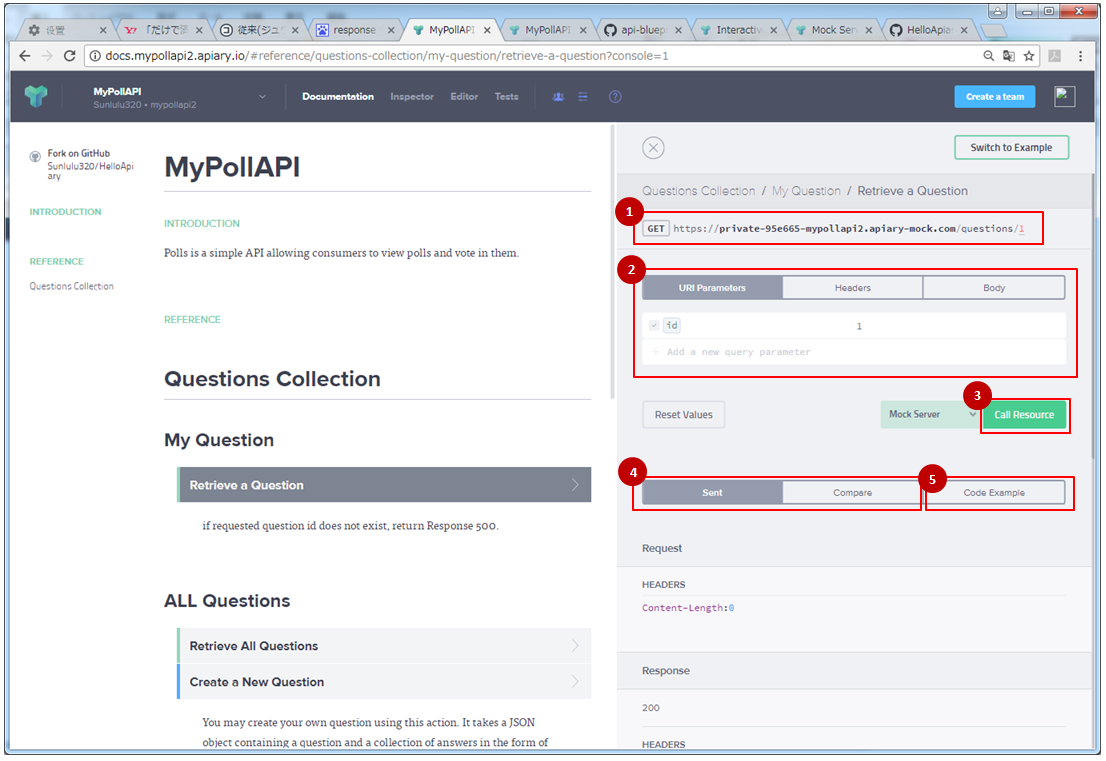 设置
「だけで済
従来(ジュウ
response
MyPollAPI
MyPollAPI
api-bluep
Interactiv
Mock Ser
HelloApia
docs.mypollapi2.apiary.io/#reference/questions-collection/my-question/retrieve-a-question?console=1
MyPollAPI
Sunlulu320 • mypollapi2
Documentation
Inspector
Editor
Tests
?
Create a team
Fork on GitHub
Sunlulu320/HelloApi
ary
INTRODUCTION
REFERENCE
Questions Collection
MyPollAPI
INTRODUCTION
Polls is a simple API allowing consumers to view polls and vote in them.
REFERENCE
Questions Collection
My Question
Retrieve a Question
if requested question id does not exist, return Response 500.
ALL Questions
Retrieve All Questions
Create a New Question
You may create your own question using this action. It takes a JSON
object containing a question and a collection of answers in the form of
Switch to Example
Questions Collection / My Question / Retrieve a Question
1
GET https://private-95e665-mypollapi2.apiary-mock.com/questions/1
2
URI Parameters
Headers
Body
id
1
Add a new query parameter
3
Reset Values
Mock Server
Call Resource
4
5
Sent
Compare
Code Example
Request
HEADERS
Content-Length:0
Response
200
HEADERS